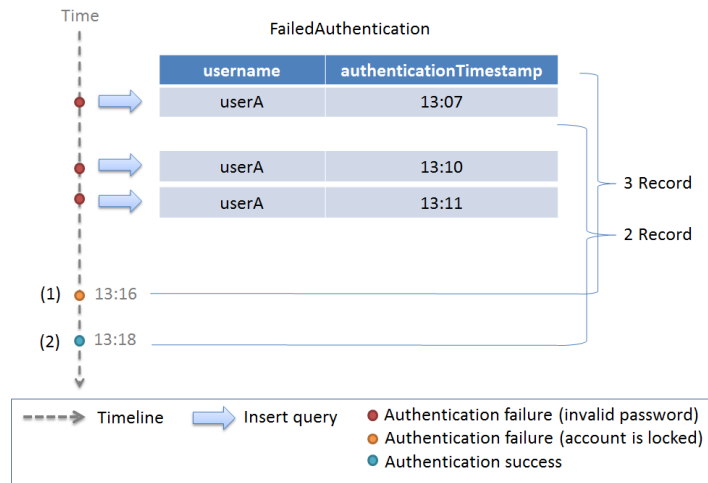 Time
FailedAuthentication
username authenticationTimestamp
userA 13:07
userA 13:10
userA 13:11
3 Record
2 Record
(1) 13:16
(2) 13:18
Timeline Insert query Authentication failure (invalid password)
Authentication failure (account is locked)
Authentication success